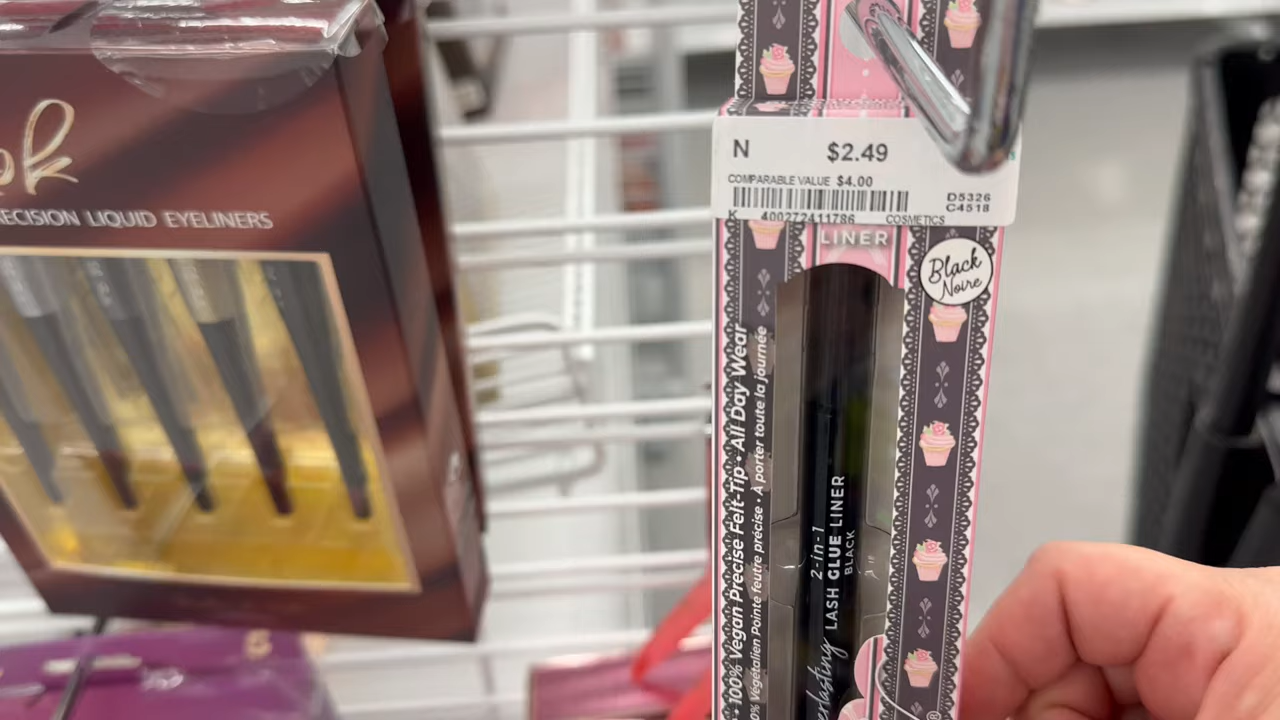 ok
RECISION LIQUID EYELINERS
N $2.49
COMPARABLE VALUE $4.00
D5326
C4518
K 400272411786 COSMETICS
LINER
Black
Noire
100% Vegan Precise Felt-Tip • All Day Wear
0% Végétalien Pointe feutre précise • À porter toute la journée
2-in-1
LASH GLUE LINER
BLACK
erlasting